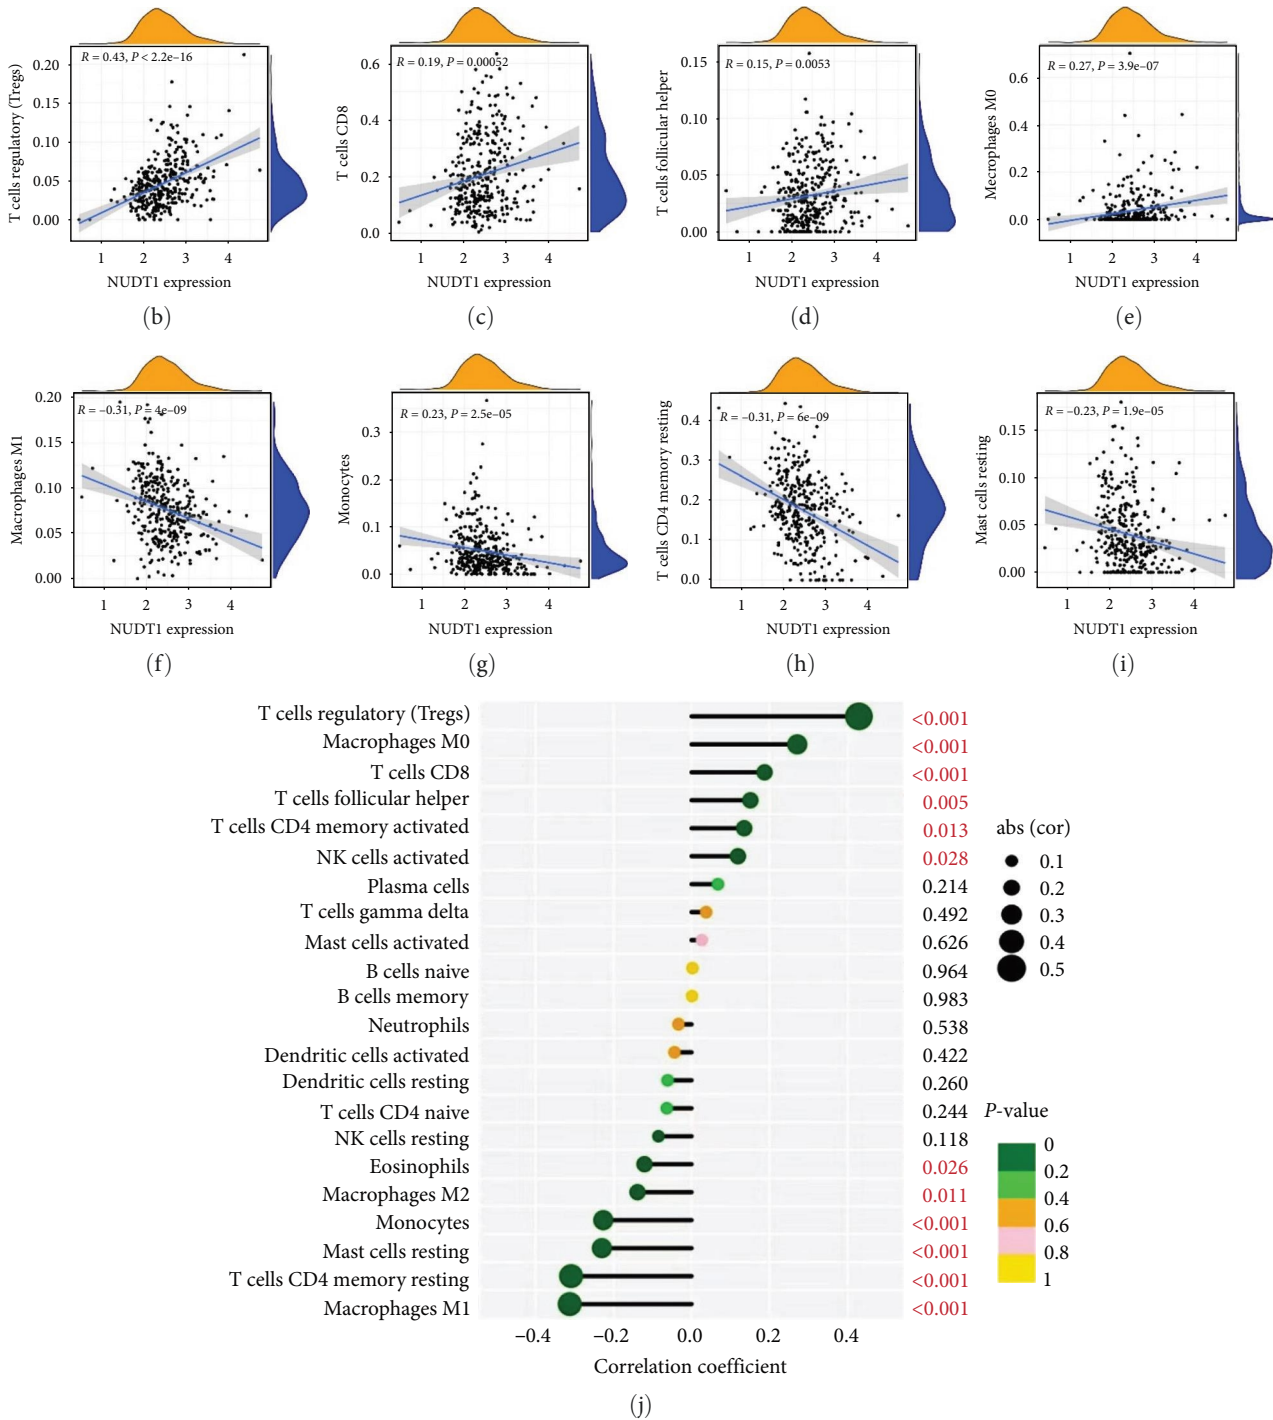 R = 0.43, P < 2.2e−16
T cells regulatory (Tregs)
0.20
0.15
0.10
0.05
0.00
1 2 3 4
NUDT1 expression
(b)
R = 0.19, P = 0.00052
T cells CD8
0.6
0.4
0.2
0.0
1 2 3 4
NUDT1 expression
(c)
R = 0.15, P = 0.0053
T cells follicular helper
0.15
0.10
0.05
0.00
1 2 3 4
NUDT1 expression
(d)
R = 0.27, P = 3.9e−07
Mecrophages M0
0.6
0.4
0.2
0.0
1 2 3 4
NUDT1 expression
(e)
R = −0.31, P = 4e−09
Macrophages M1
0.20
0.15
0.10
0.05
0.00
1 2 3 4
NUDT1 expression
(f)
R = 0.23, P = 2.5e−05
Monocytes
0.3
0.2
0.1
0.0
1 2 3 4
NUDT1 expression
(g)
R = −0.31, P = 6e−09
T cells CD4 memory resting
0.4
0.3
0.2
0.1
0.0
1 2 3 4
NUDT1 expression
(h)
R = −0.23, P = 1.9e−05
Mast cells resting
0.15
0.10
0.05
0.00
1 2 3 4
NUDT1 expression
(i)
T cells regulatory (Tregs) <0.001
Macrophages M0 <0.001
T cells CD8 <0.001
T cells follicular helper 0.005
T cells CD4 memory activated 0.013
NK cells activated 0.028
Plasma cells 0.214
T cells gamma delta 0.492
Mast cells activated 0.626
B cells naive 0.964
B cells memory 0.983
Neutrophils 0.538
Dendritic cells activated 0.422
Dendritic cells resting 0.260
T cells CD4 naive 0.244
NK cells resting 0.118
Eosinophils 0.026
Macrophages M2 0.011
Monocytes <0.001
Mast cells resting <0.001
T cells CD4 memory resting <0.001
Macrophages M1 <0.001
−0.4 −0.2 0.0 0.2 0.4
Correlation coefficient
abs (cor)
0.1
0.2
0.3
0.4
0.5
P-value
0
0.2
0.4
0.6
0.8
1
(j)